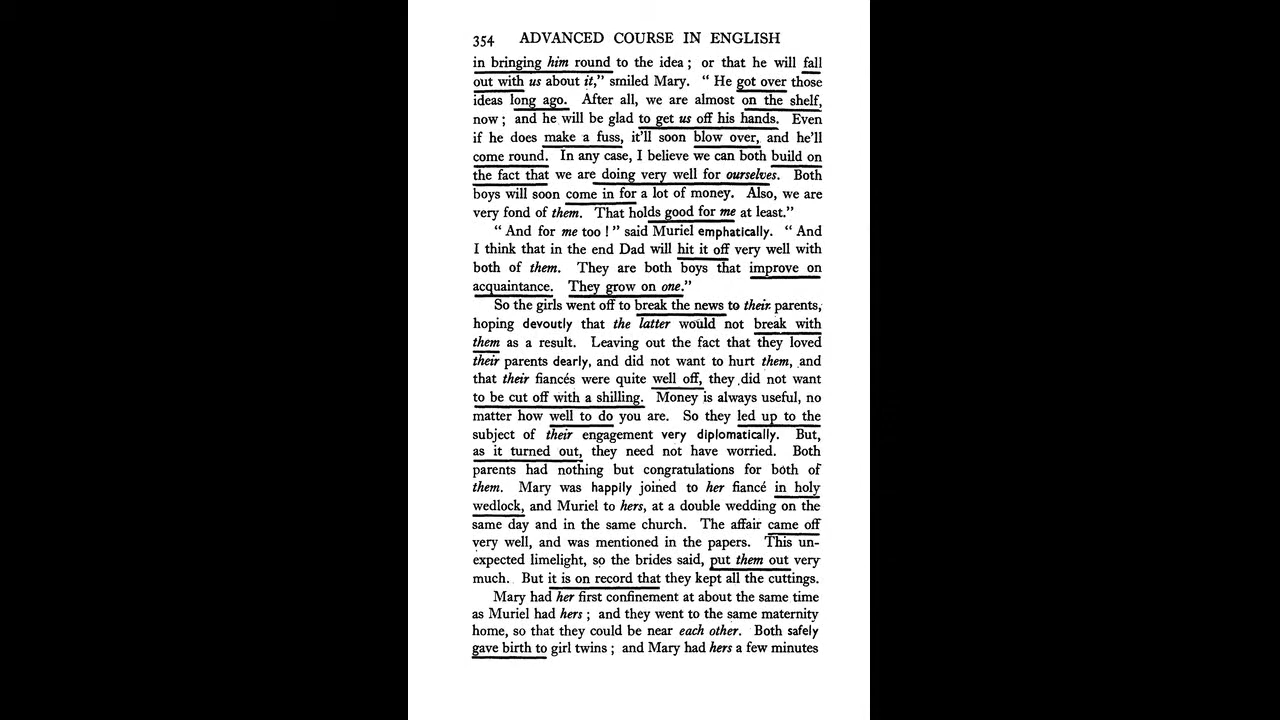 354 ADVANCED COURSE IN ENGLISH
in bringing him round to the idea ; or that he will fall
out with us about it,” smiled Mary. “ He got over those
ideas long ago. After all, we are almost on the shelf,
now ; and he will be glad to get us off his hands. Even
if he does make a fuss, it’ll soon blow over, and he’ll
come round. In any case, I believe we can both build on
the fact that we are doing very well for ourselves. Both
boys will soon come in for a lot of money. Also, we are
very fond of them. That holds good for me at least.”
“ And for me too ! ” said Muriel emphatically. “ And
I think that in the end Dad will hit it off very well with
both of them. They are both boys that improve on
acquaintance. They grow on one.”
So the girls went off to break the news to their parents,
hoping devoutly that the latter would not break with
them as a result. Leaving out the fact that they loved
their parents dearly, and did not want to hurt them, and
that their fiancés were quite well off, they did not want
to be cut off with a shilling. Money is always useful, no
matter how well to do you are. So they led up to the
subject of their engagement very diplomatically. But,
as it turned out, they need not have worried. Both
parents had nothing but congratulations for both of
them. Mary was happily joined to her fiancé in holy
wedlock, and Muriel to hers, at a double wedding on the
same day and in the same church. The affair came off
very well, and was mentioned in the papers. This un-
expected limelight, so the brides said, put them out very
much. But it is on record that they kept all the cuttings.
Mary had her first confinement at about the same time
as Muriel had hers ; and they went to the same maternity
home, so that they could be near each other. Both safely
gave birth to girl twins ; and Mary had hers a few minutes